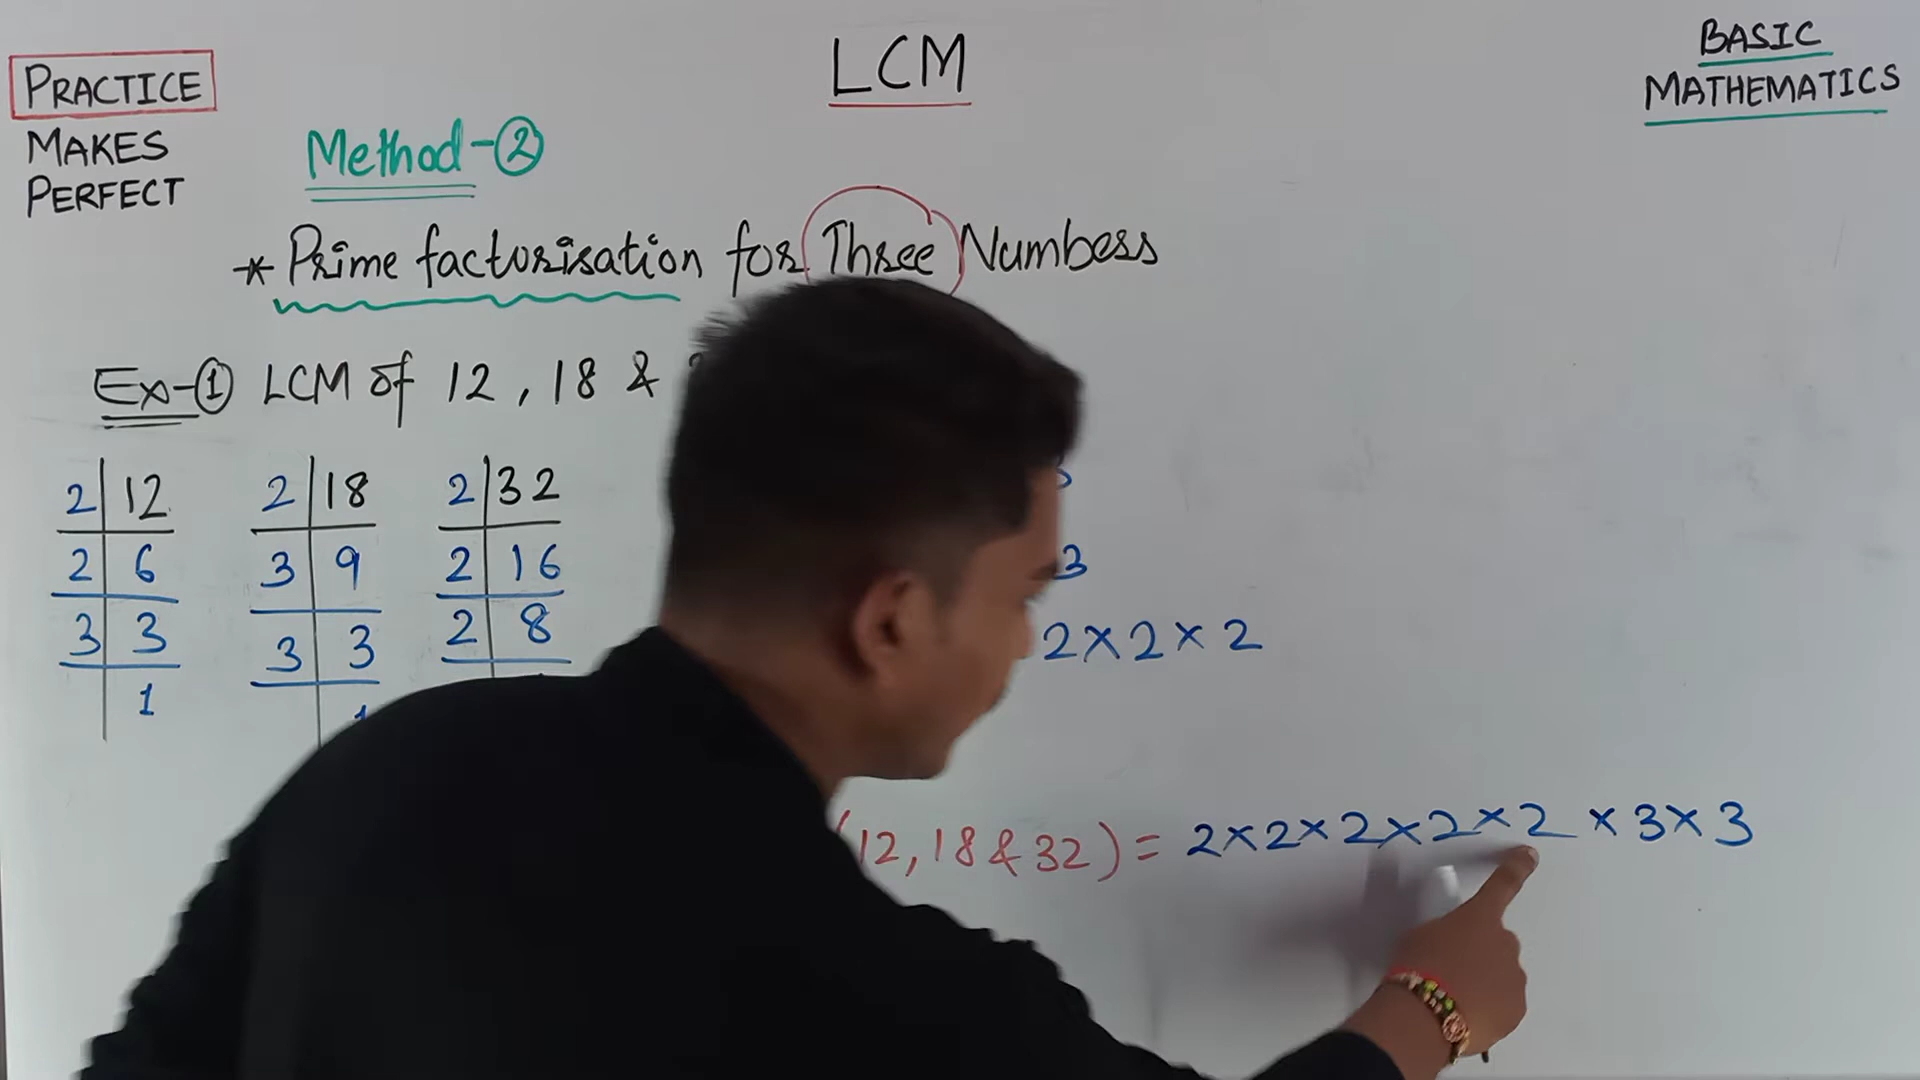 LCM
BASIC
MATHEMATICS
PRACTICE
MAKES
PERFECT
Method-②
* Prime factorisation for Three Numbers
Ex-① LCM of 12, 18 &
2 | 12
2 | 6
3 | 3
1
2 | 18
3 | 9
3 | 3
1
2 | 32
2 | 16
2 | 8
3
2×2×2
(12, 18 & 32) = 2×2×2×2×2×3×3